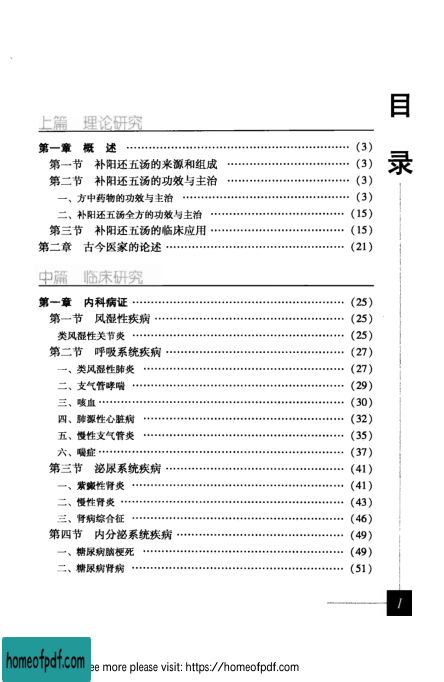 目
录
上篇 理论研究
第一章 概 述 ………………………………………… (3)
第一节 补阳还五汤的来源和组成 ………………………… (3)
第二节 补阳还五汤的功效与主治 ………………………… (3)
一、方中药物的功效与主治 ………………………………… (3)
二、补阳还五汤全方的功效与主治 ………………………… (15)
第三节 补阳还五汤的临床应用 ………………………… (15)
第二章 古今医家的论述 ………………………………… (21)
中篇 临床研究
第一章 内科病证 ………………………………………… (25)
第一节 风湿性疾病 ……………………………………… (25)
类风湿性关节炎 ………………………………………… (25)
第二节 呼吸系统疾病 …………………………………… (27)
一、类风湿性肺炎 ………………………………………… (27)
二、支气管哮喘 …………………………………………… (29)
三、咳血 …………………………………………………… (30)
四、肺源性心脏病 ………………………………………… (32)
五、慢性支气管炎 ………………………………………… (35)
六、喘症 …………………………………………………… (37)
第三节 泌尿系统疾病 …………………………………… (41)
一、紫癜性肾炎 …………………………………………… (41)
二、慢性肾炎 ……………………………………………… (43)
三、肾病综合征 …………………………………………… (46)
第四节 内分泌系统疾病 ………………………………… (49)
一、糖尿病脑梗死 ………………………………………… (49)
二、糖尿病肾病 …………………………………………… (51)
1
homeofpdf.com
ee more please visit: https://homeofpdf.com